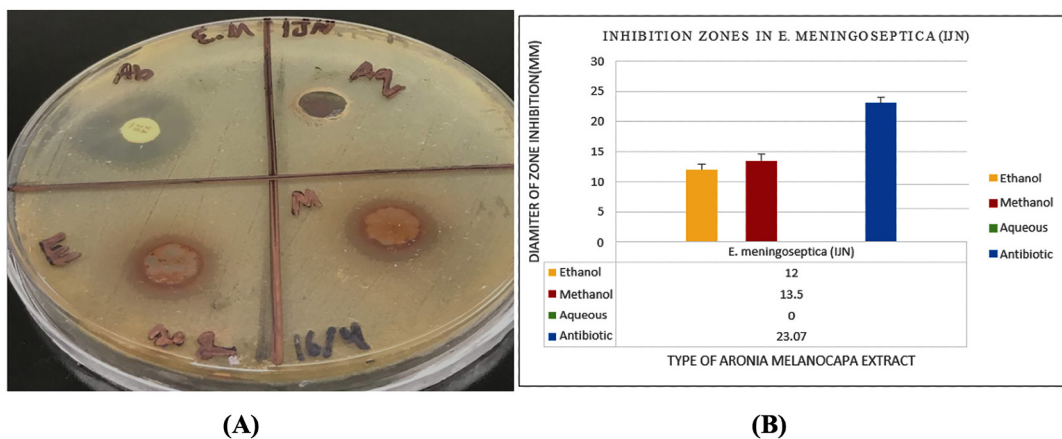 E.M IJN
Ab
Aq
E
M
16/4
(A)
INHIBITION ZONES IN E. MENINGOSEPTICA (IJN)
DIAMITER OF ZONE INHIBITION(MM)
30
25
20
15
10
5
0
E. meningoseptica (IJN)
Ethanol 12
Methanol 13.5
Aqueous 0
Antibiotic 23.07
TYPE OF ARONIA MELANOCAPA EXTRACT
Ethanol
Methanol
Aqueous
Antibiotic
(B)